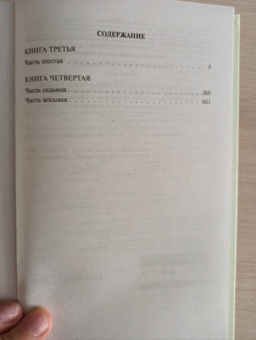 СОДЕРЖАНИЕ
КНИГА ТРЕТЬЯ
Часть шестая 5
КНИГА ЧЕТВЕРТАЯ
Часть седьмая 360
Часть восьмая 601